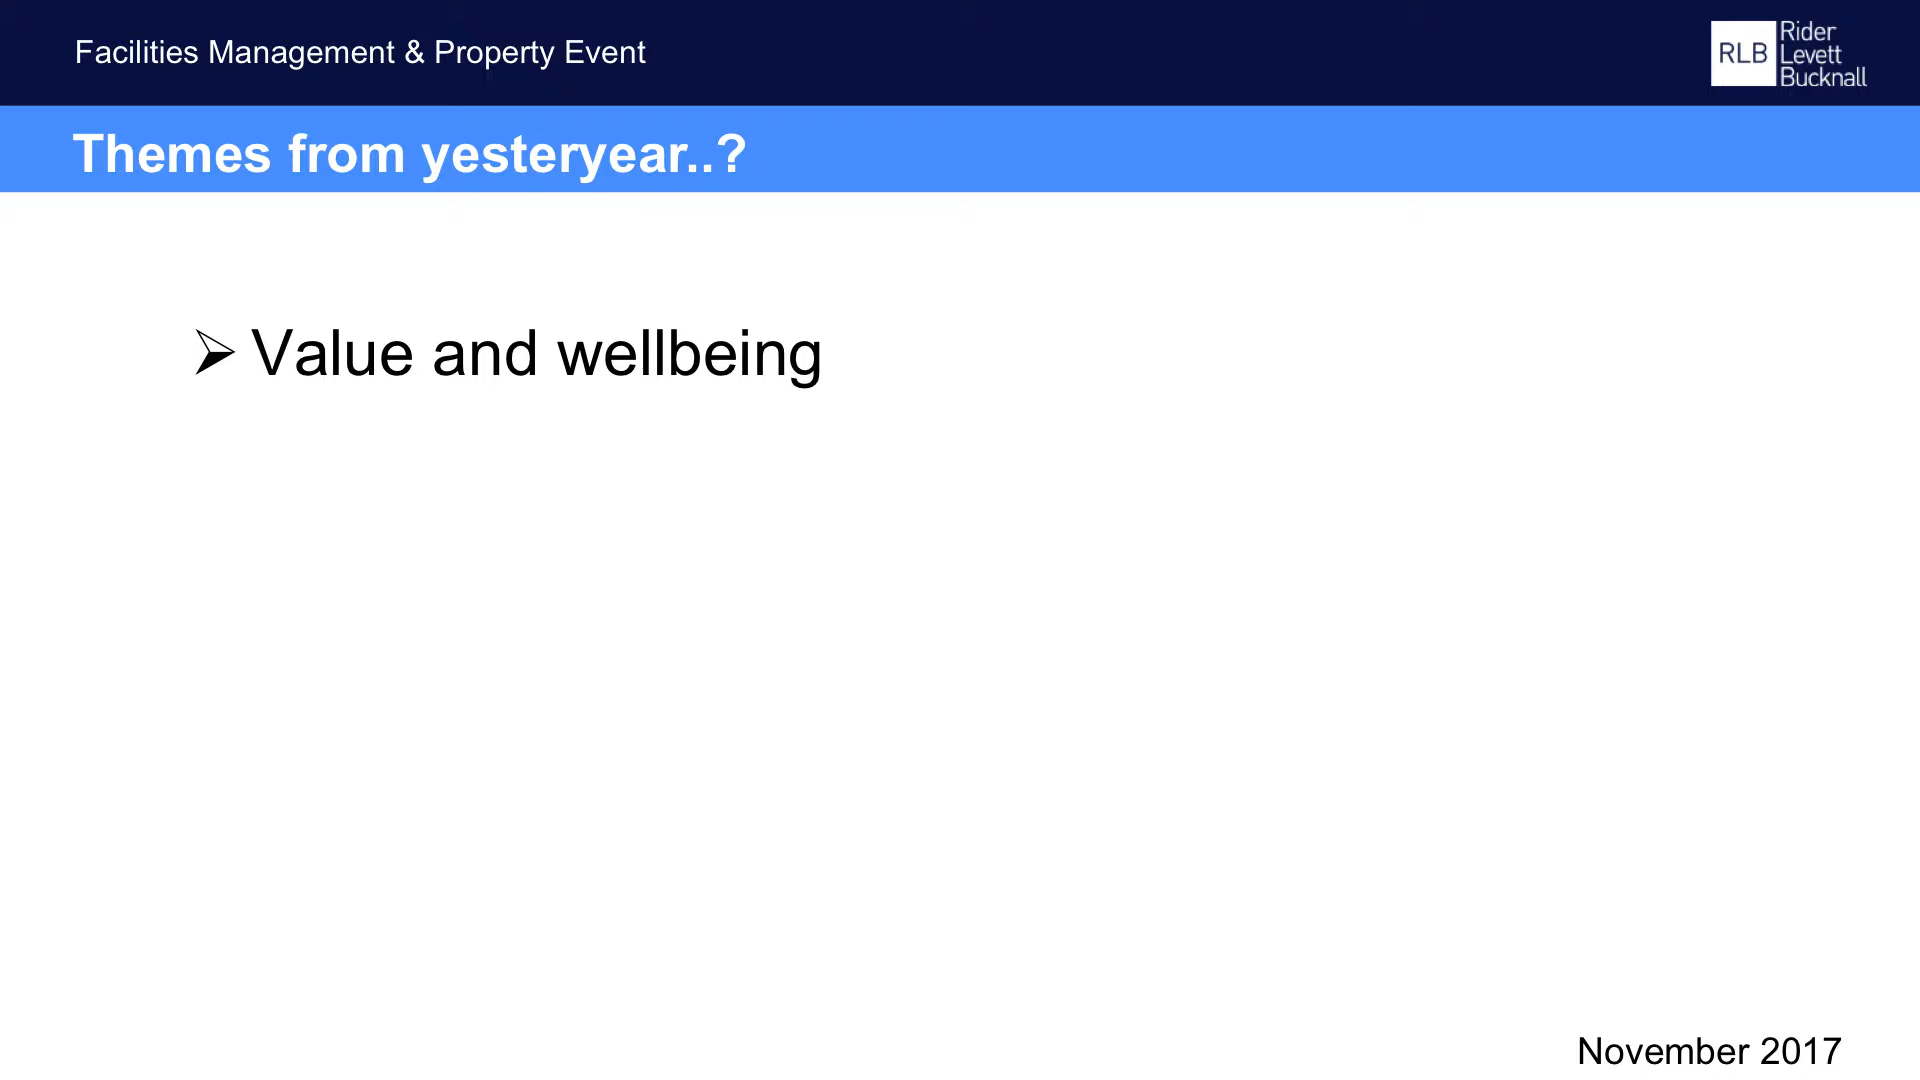 Facilities Management & Property Event
RLB
Rider
Levett
Bucknall
Themes from yesteryear..?
➢ Value and wellbeing
November 2017